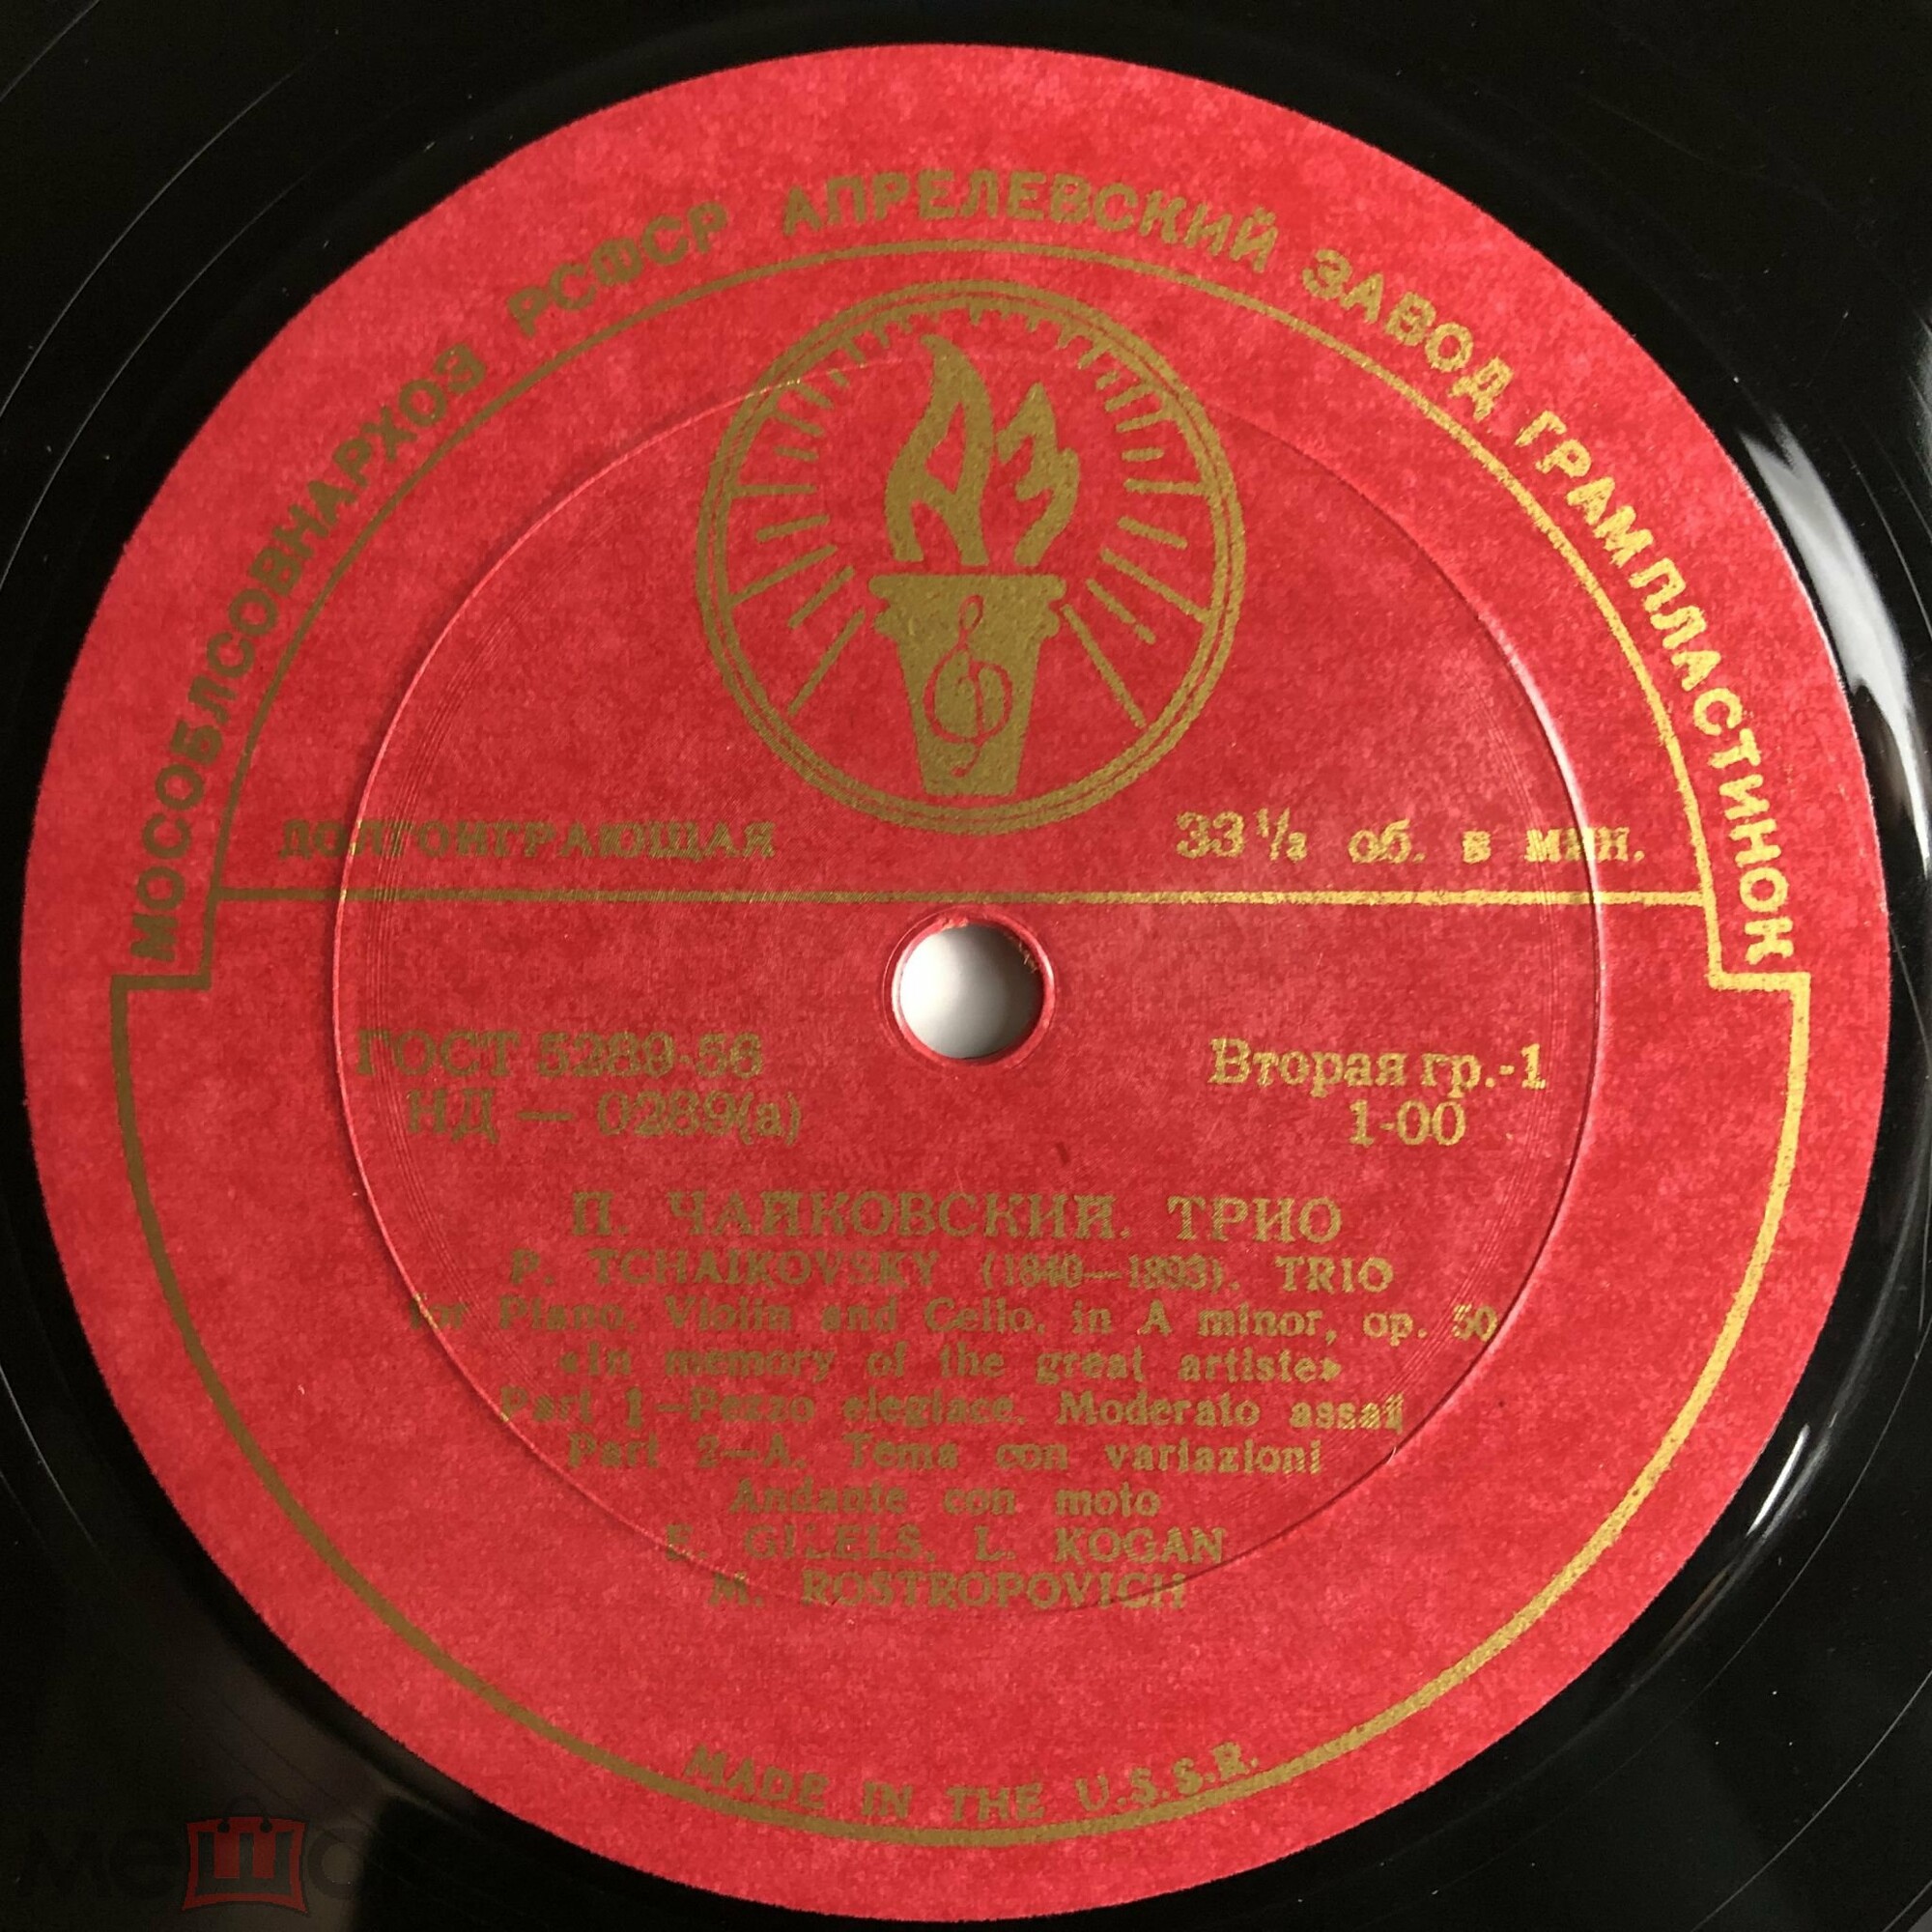 МОСОБЛСОВНАРХОЗ РСФСР АПРЕЛЕВСКИЙ ЗАВОД ГРАМПЛАСТИНОК
ДОЛГОИГРАЮЩАЯ 33⅓ об. в мин.
ГОСТ 5289-56 Вторая гр.-1
НД — 0289(а) 1-00
П. ЧАЙКОВСКИЙ. ТРИО
P. TCHAIKOVSKY (1840—1893). TRIO
for Piano, Violin and Cello, in A minor, op. 50
«In memory of the great artiste»
Part 1—Pezzo elegiace. Moderato assai
Part 2—A. Tema con variazioni
Andante con moto
E. GILELS, L. KOGAN
M. ROSTROPOVICH
MADE IN THE U.S.S.R.